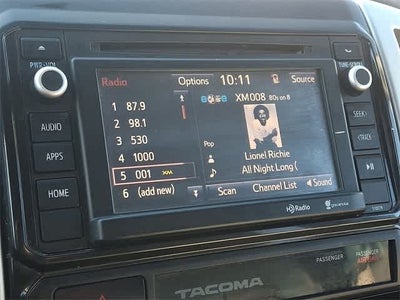 PWR·VOL
TUNE·SCROLL
Radio Options 10:11 Source
1 87.9
2 98.1
3 530
4 1000
5 001 XM
6 (add new)
XM008 80s on 8
Pop
Lionel Richie
All Night Long (
Scan Channel List Sound
HD Radio
AUDIO
APPS
HOME
SEEK
TRACK
TACOMA
PASSENGER
PASSENGER